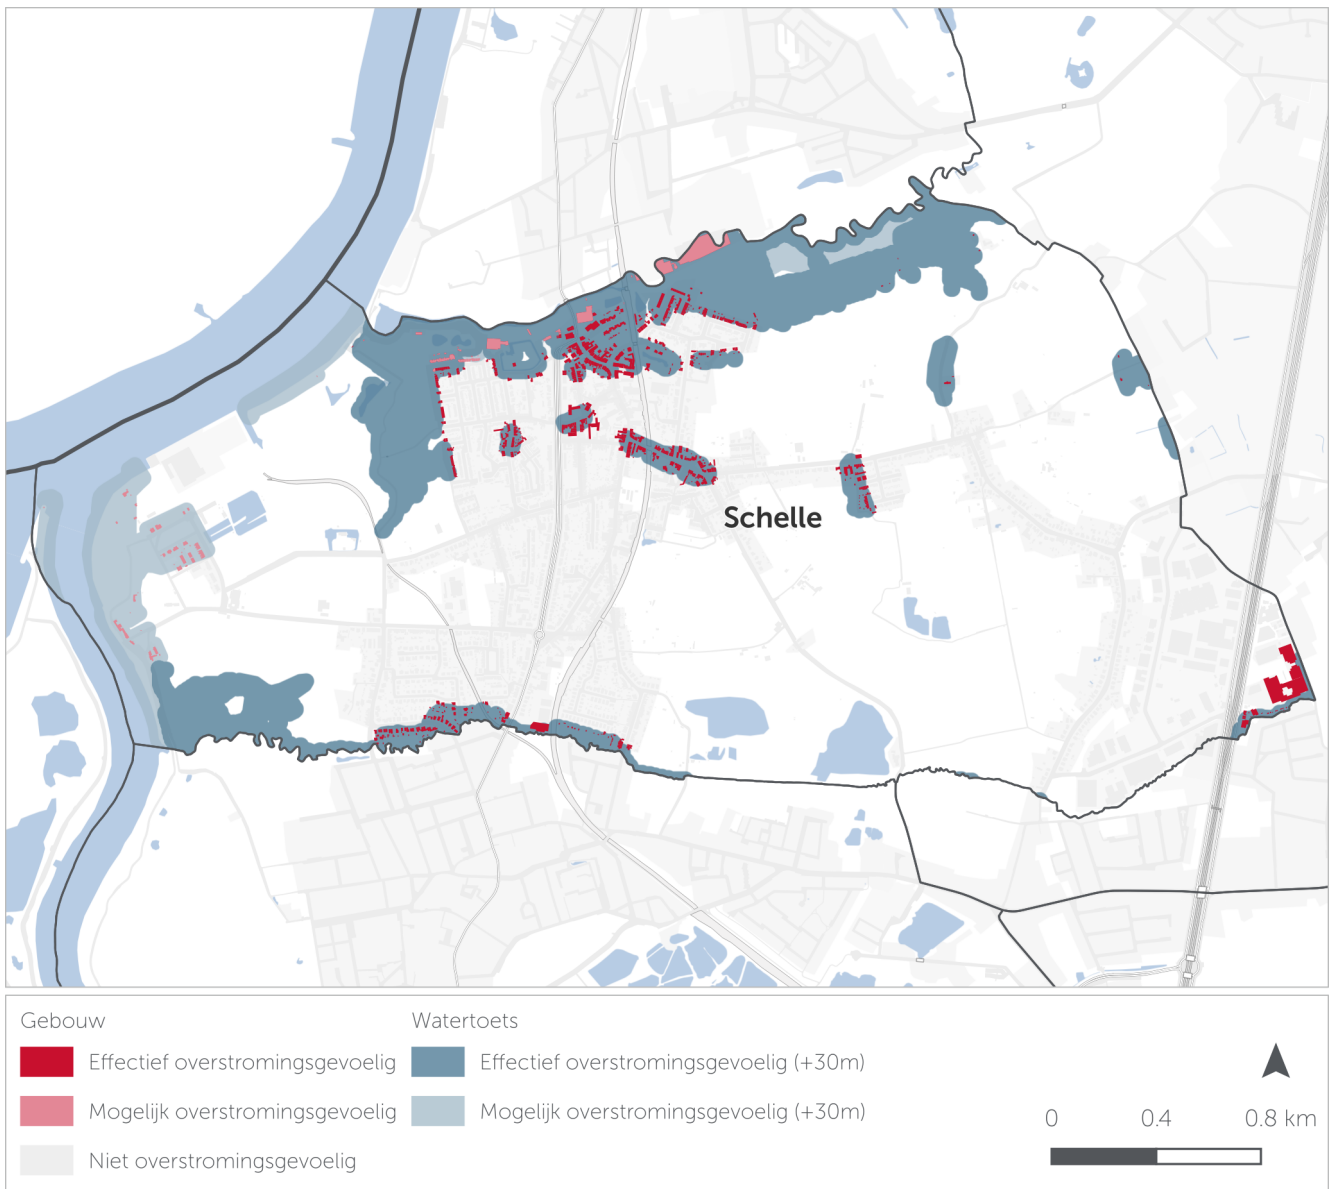 Schelle
Gebouw
Watertoets
Effectief overstromingsgevoelig
Effectief overstromingsgevoelig (+30m)
Mogelijk overstromingsgevoelig
Mogelijk overstromingsgevoelig (+30m)
Niet overstromingsgevoelig
0 0.4 0.8 km